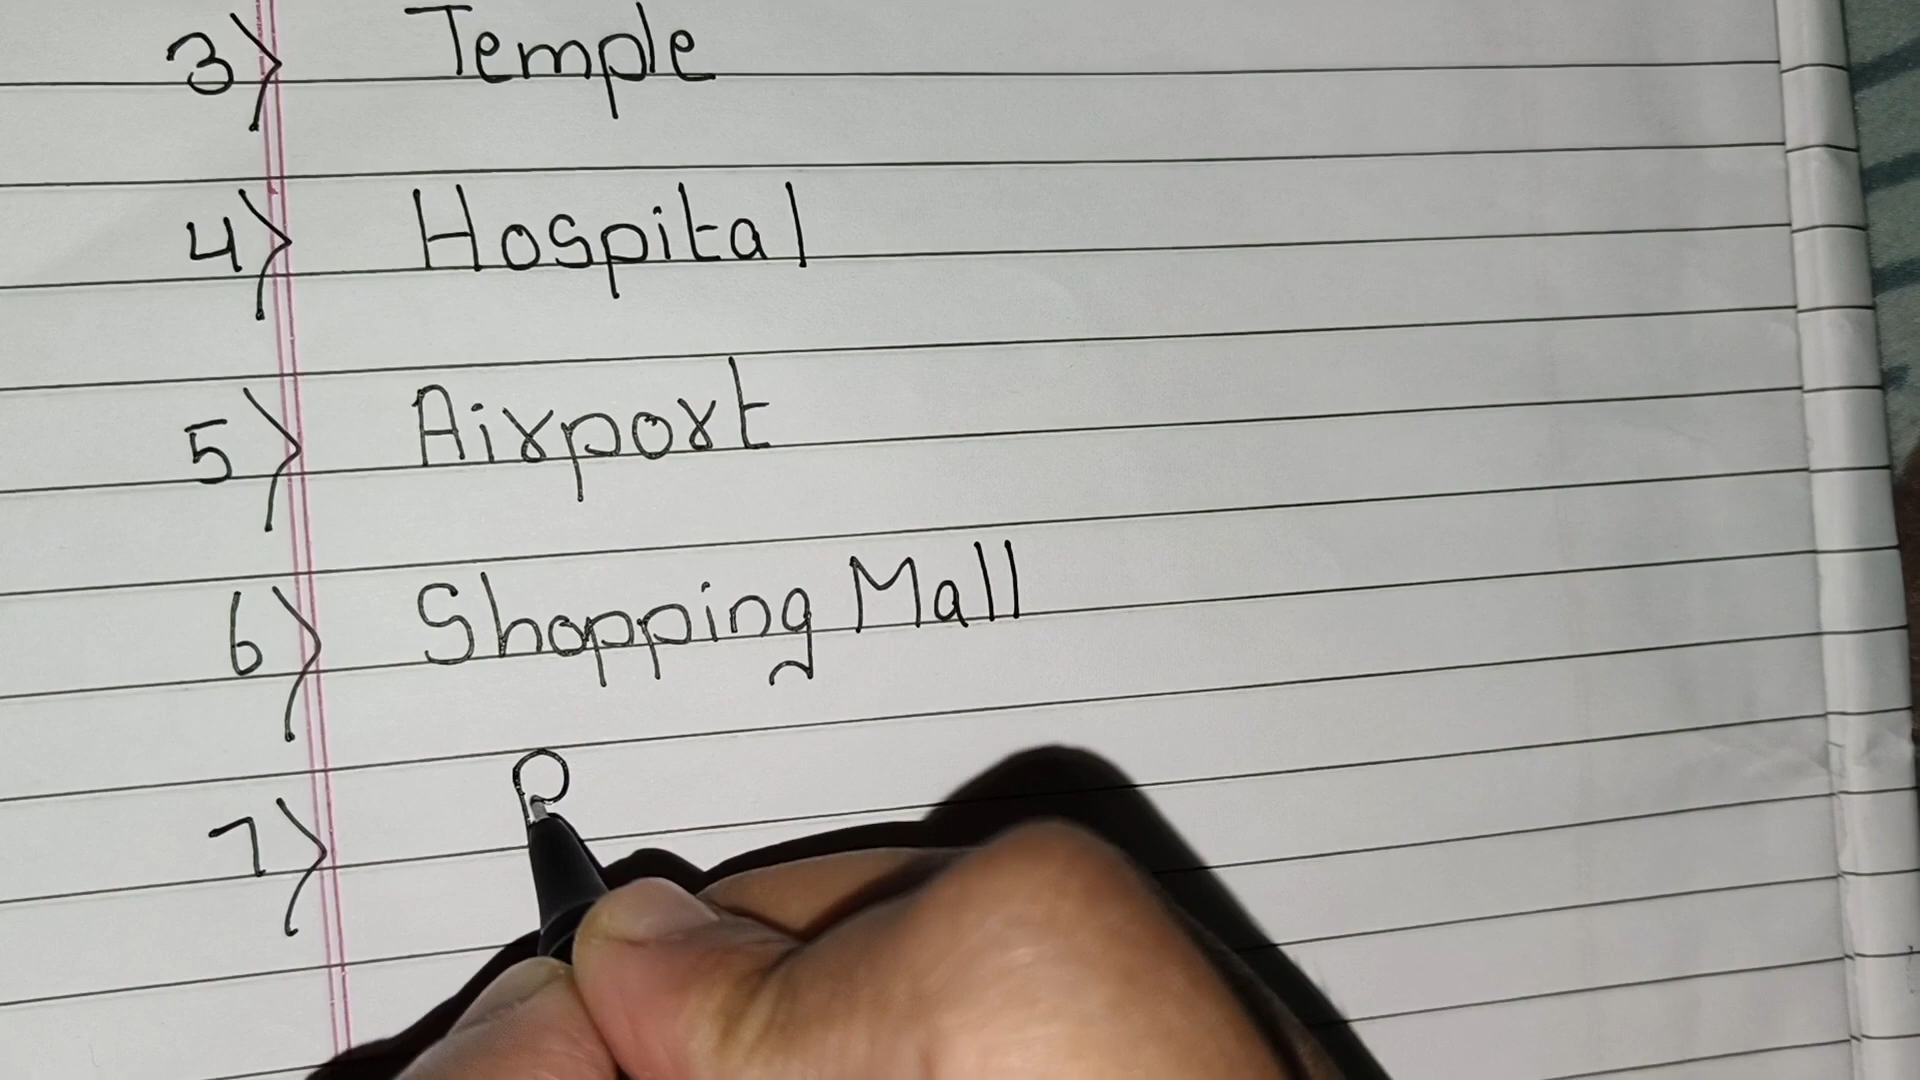 3) Temple
4) Hospital
5) Airport
6) Shopping Mall
7) P